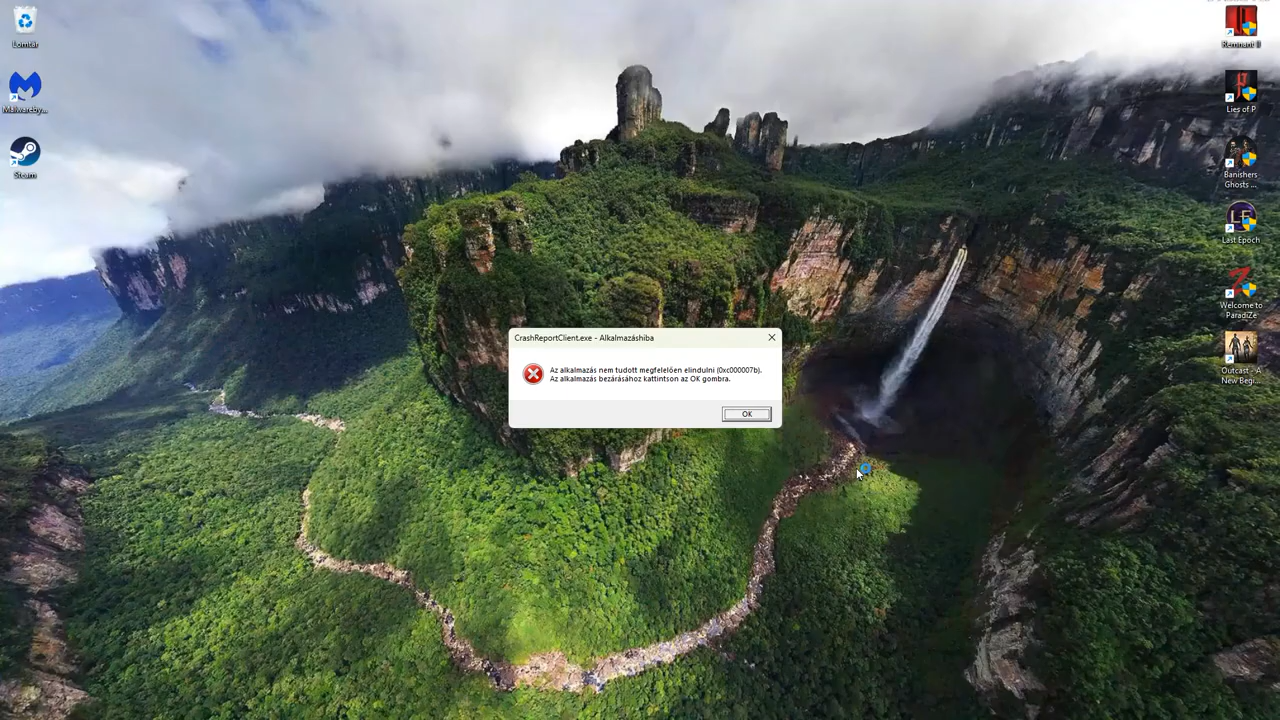 Lomtár
Malwareby...
Steam
Remnant II
Lies of P
Banishers
Ghosts ...
Last Epoch
Welcome to
ParadiZe
Outcast - A
New Begi...
CrashReportClient.exe - Alkalmazáshiba
Az alkalmazás nem tudott megfelelően elindulni (0xc000007b).
Az alkalmazás bezárásához kattintson az OK gombra.
OK